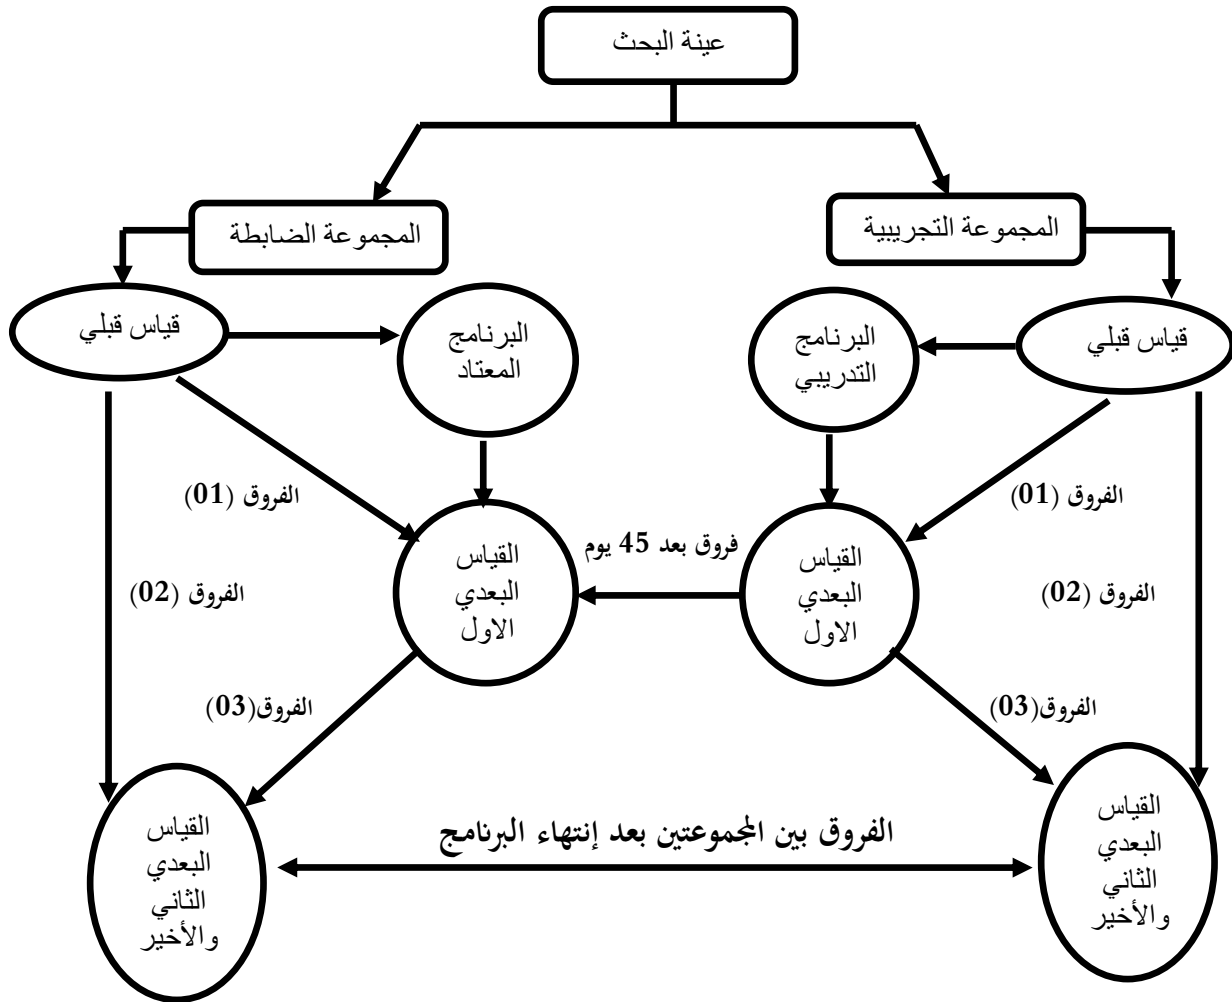 عينة البحث
المجموعة التجريبية
المجموعة الضابطة
قياس قبلي
البرنامج
التدريبي
البرنامج
المعتاد
قياس قبلي
الفروق (01)
الفروق (01)
فروق بعد 45 يوم
القياس
البعدي
الاول
القياس
البعدي
الاول
الفروق (02)
الفروق (02)
الفروق(03)
الفروق(03)
القياس
البعدي
الثاني
والأخير
الفروق بين المجموعتين بعد إنتهاء البرنامج
القياس
البعدي
الثاني
والأخير